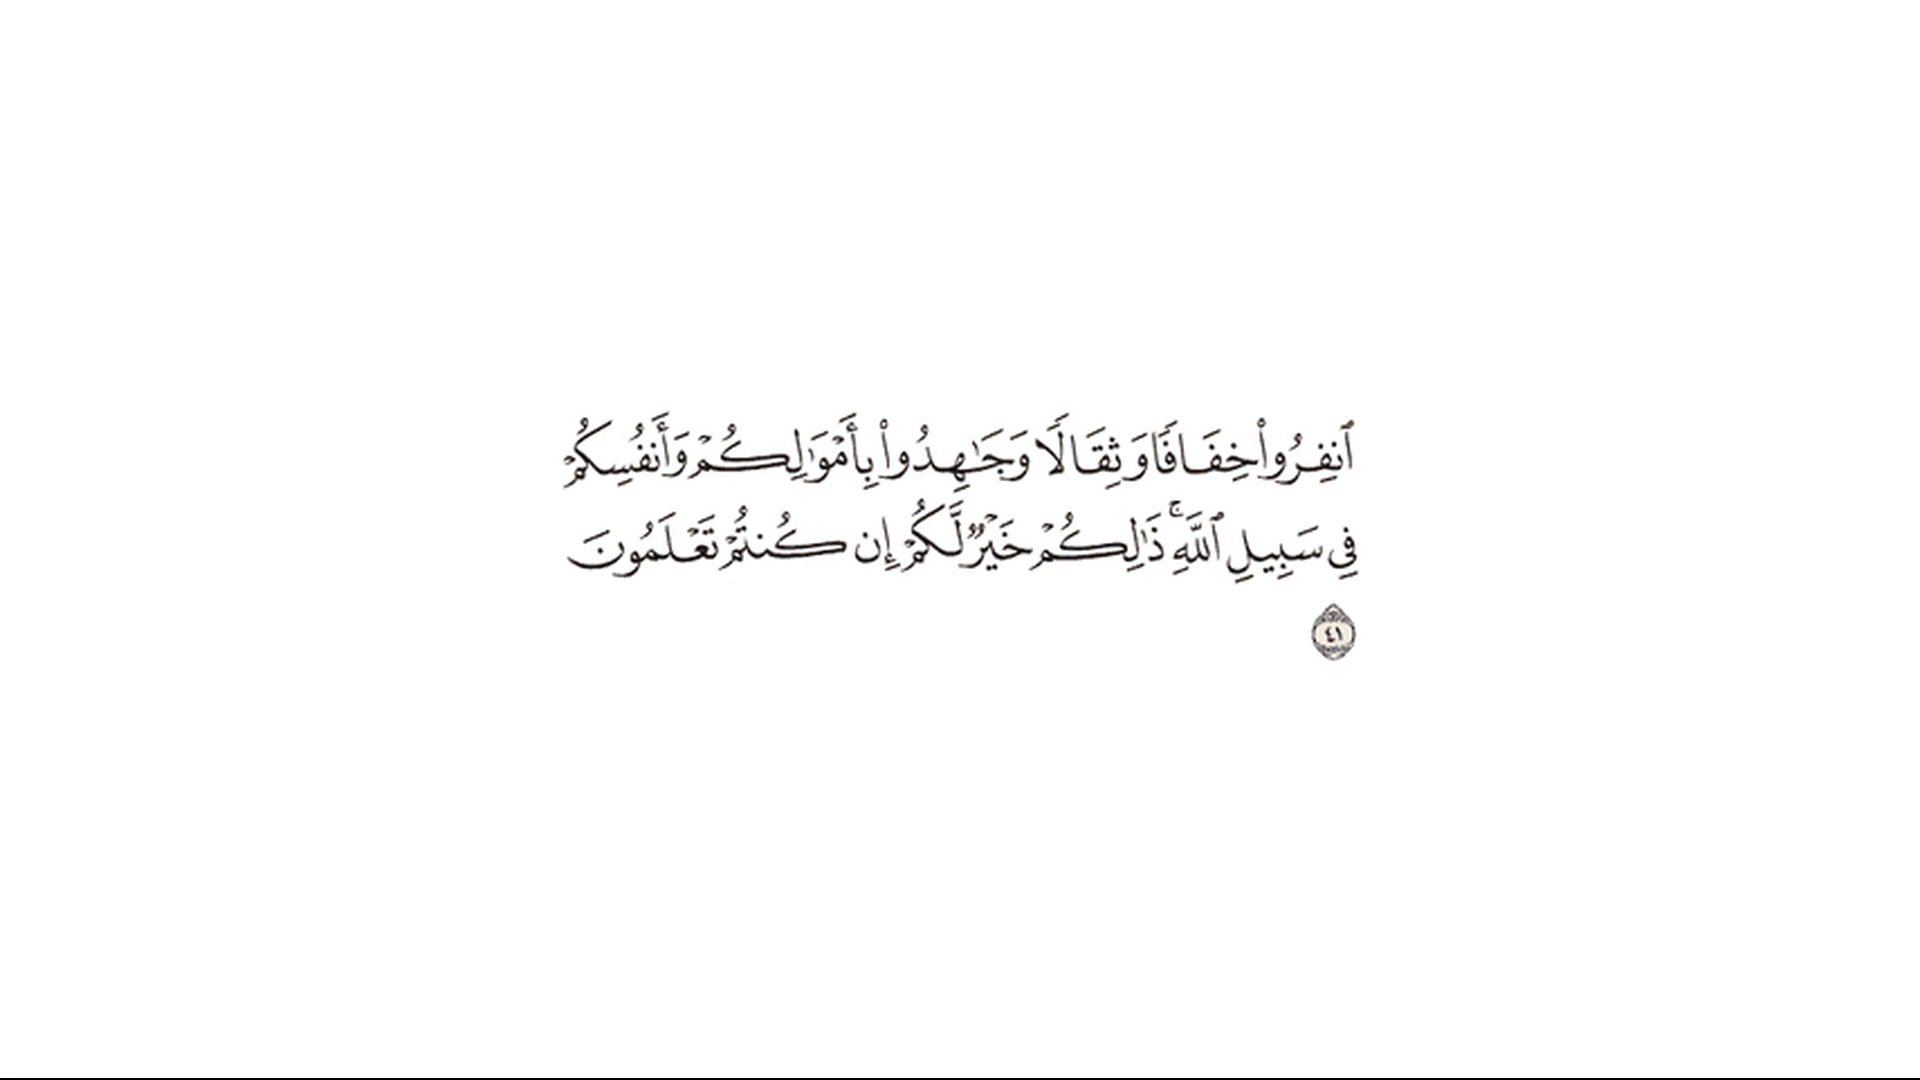 ٱنفِرُواْ خِفَافًا وَثِقَالًا وَجَٰهِدُواْ بِأَمْوَٰلِكُمْ وَأَنفُسِكُمْ
فِي سَبِيلِ ٱللَّهِۚ ذَٰلِكُمْ خَيْرٌ لَّكُمْ إِن كُنتُمْ تَعْلَمُونَ
٤١